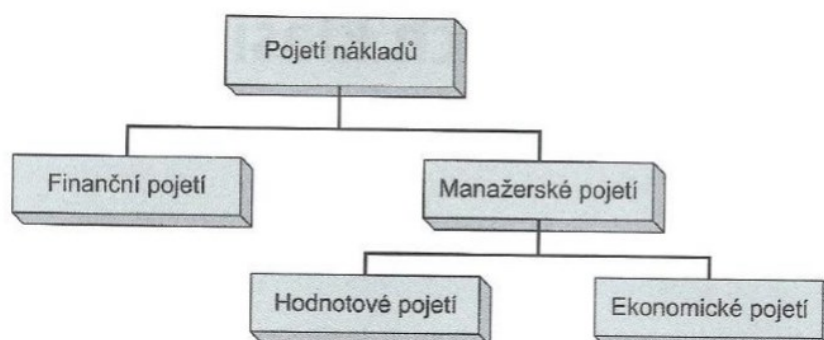 Pojetí nákladů
Finanční pojetí
Manažerské pojetí
Hodnotové pojetí
Ekonomické pojetí